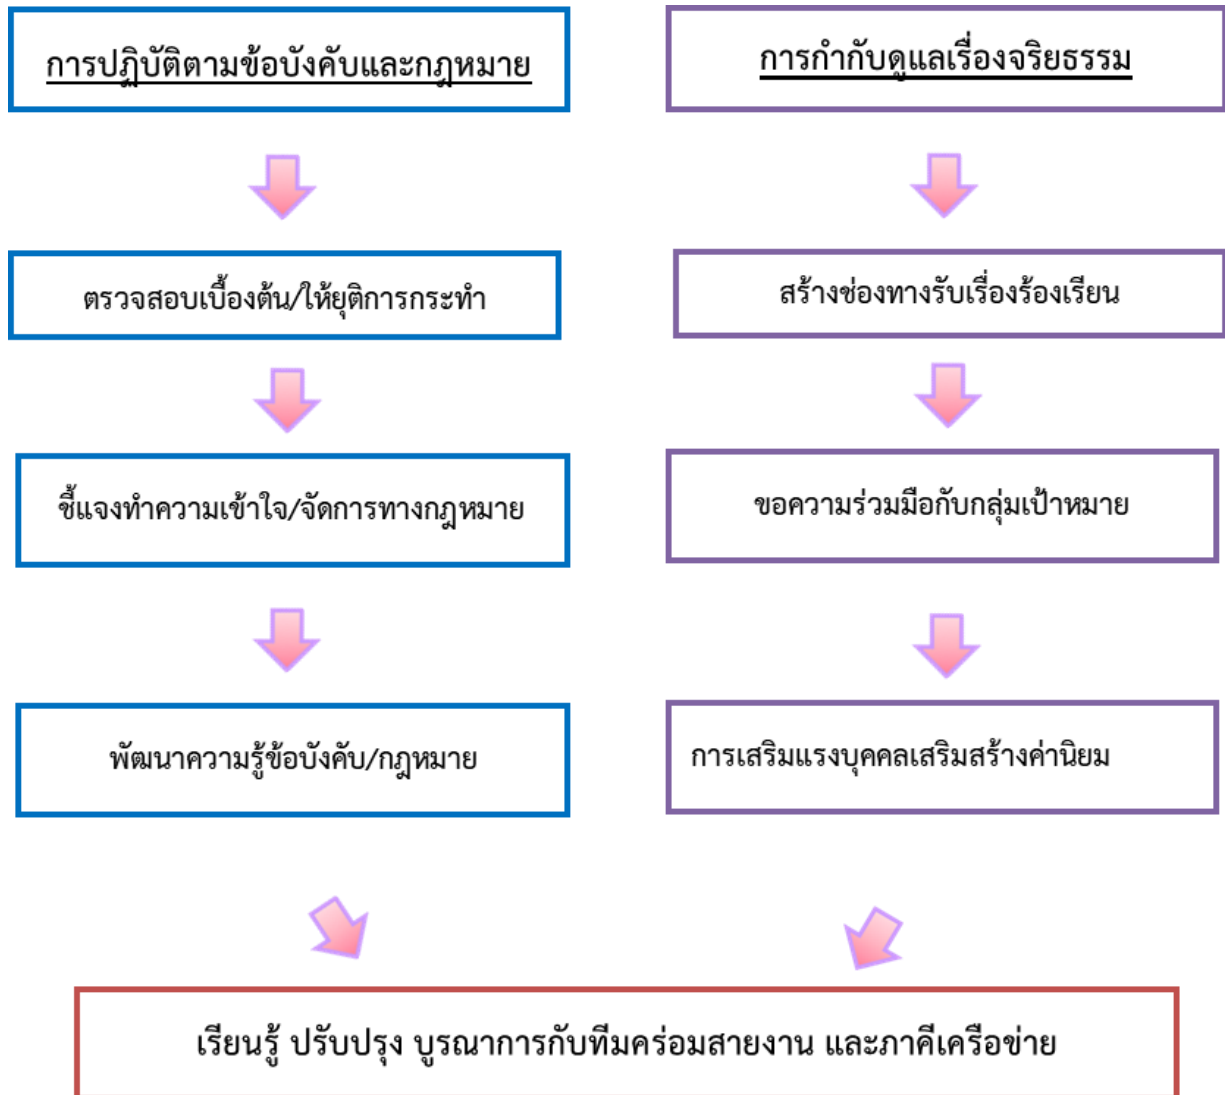 การปฏิบัติตามข้อบังคับและกฎหมาย
ตรวจสอบเบื้องต้น/ให้ยุติการกระทำ
ชี้แจงทำความเข้าใจ/จัดการทางกฎหมาย
พัฒนาความรู้ข้อบังคับ/กฎหมาย
การกำกับดูแลเรื่องจริยธรรม
สร้างช่องทางรับเรื่องร้องเรียน
ขอความร่วมมือกับกลุ่มเป้าหมาย
การเสริมแรงบุคคลเสริมสร้างค่านิยม
เรียนรู้ ปรับปรุง บูรณาการกับทีมคร่อมสายงาน และภาคีเครือข่าย